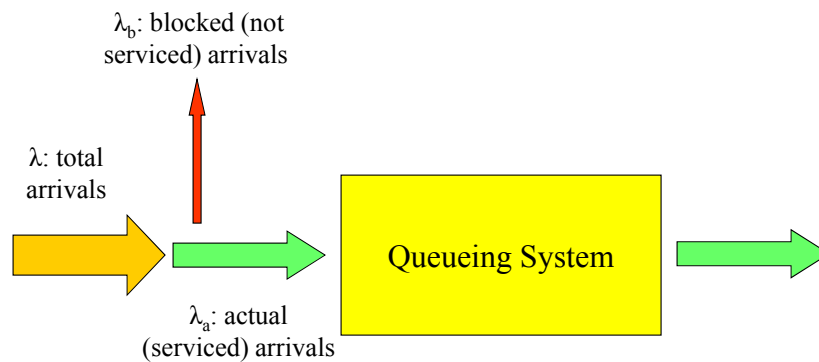 λb: blocked (not
serviced) arrivals
λ: total
arrivals
Queueing System
λa: actual
(serviced) arrivals